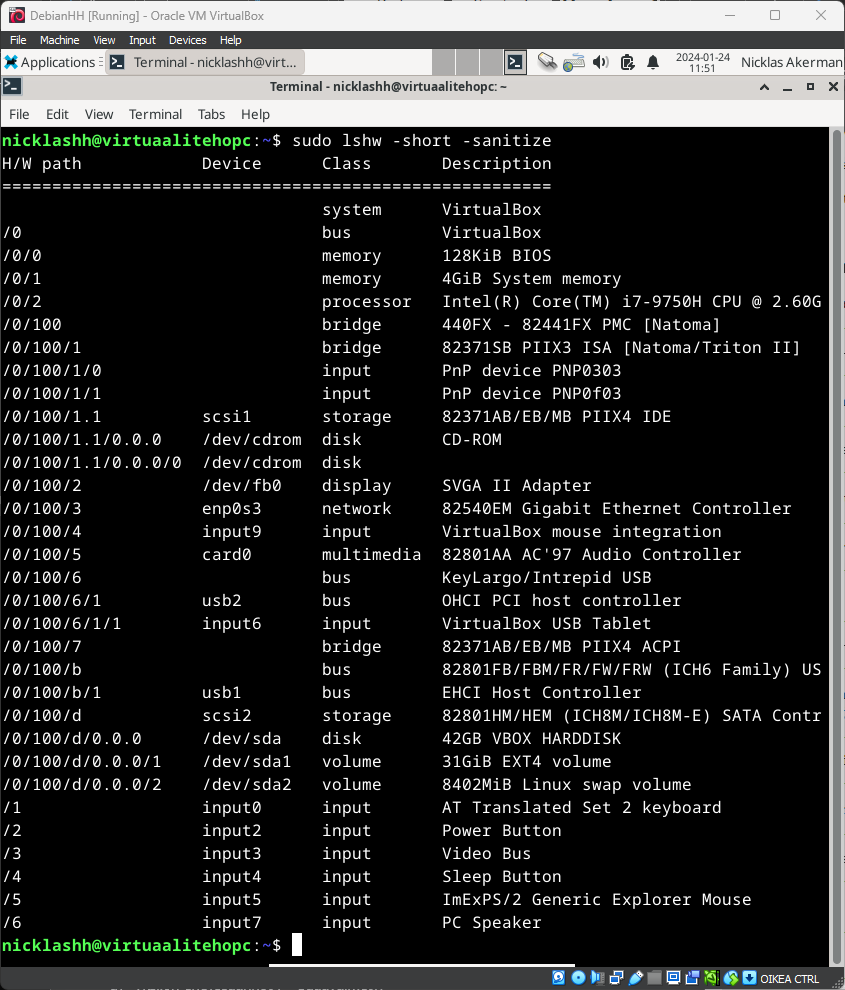 DebianHH [Running] - Oracle VM VirtualBox
File Machine View Input Devices Help
Applications Terminal - nicklashh@virt... 2024-01-24 11:51 Nicklas Akerman
Terminal - nicklashh@virtuaalitehopc: ~
File Edit View Terminal Tabs Help
nicklashh@virtuaalitehopc:~$ sudo lshw -short -sanitize
H/W path Device Class Description
=======================================================
system VirtualBox
/0 bus VirtualBox
/0/0 memory 128KiB BIOS
/0/1 memory 4GiB System memory
/0/2 processor Intel(R) Core(TM) i7-9750H CPU @ 2.60G
/0/100 bridge 440FX - 82441FX PMC [Natoma]
/0/100/1 bridge 82371SB PIIX3 ISA [Natoma/Triton II]
/0/100/1/0 input PnP device PNP0303
/0/100/1/1 input PnP device PNP0f03
/0/100/1.1 scsi1 storage 82371AB/EB/MB PIIX4 IDE
/0/100/1.1/0.0.0 /dev/cdrom disk CD-ROM
/0/100/1.1/0.0.0/0 /dev/cdrom disk
/0/100/2 /dev/fb0 display SVGA II Adapter
/0/100/3 enp0s3 network 82540EM Gigabit Ethernet Controller
/0/100/4 input9 input VirtualBox mouse integration
/0/100/5 card0 multimedia 82801AA AC'97 Audio Controller
/0/100/6 bus KeyLargo/Intrepid USB
/0/100/6/1 usb2 bus OHCI PCI host controller
/0/100/6/1/1 input6 input VirtualBox USB Tablet
/0/100/7 bridge 82371AB/EB/MB PIIX4 ACPI
/0/100/b bus 82801FB/FBM/FR/FW/FRW (ICH6 Family) US
/0/100/b/1 usb1 bus EHCI Host Controller
/0/100/d scsi2 storage 82801HM/HEM (ICH8M/ICH8M-E) SATA Contr
/0/100/d/0.0.0 /dev/sda disk 42GB VBOX HARDDISK
/0/100/d/0.0.0/1 /dev/sda1 volume 31GiB EXT4 volume
/0/100/d/0.0.0/2 /dev/sda2 volume 8402MiB Linux swap volume
/1 input0 input AT Translated Set 2 keyboard
/2 input2 input Power Button
/3 input3 input Video Bus
/4 input4 input Sleep Button
/5 input5 input ImExPS/2 Generic Explorer Mouse
/6 input7 input PC Speaker
nicklashh@virtuaalitehopc:~$
OIKEA CTRL